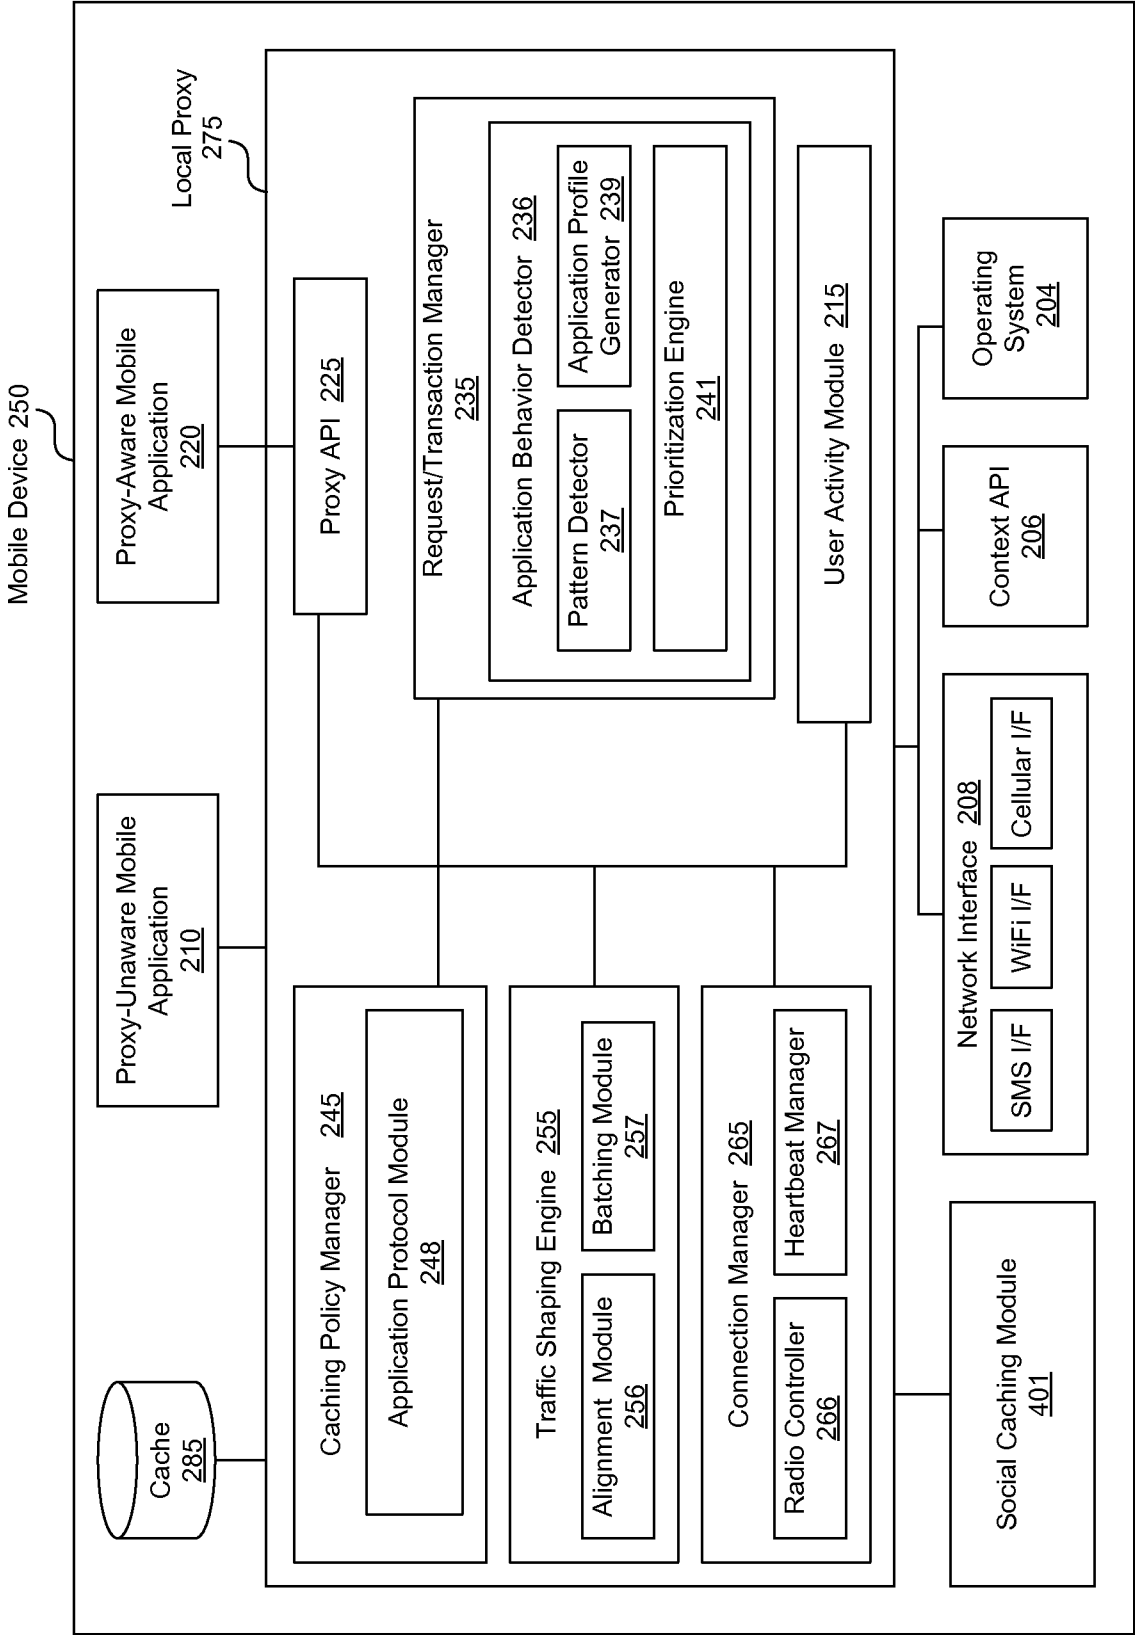 Mobile Device 250
Local Proxy
275
Cache
285
Proxy-Unaware Mobile
Application
210
Proxy-Aware Mobile
Application
220
Caching Policy Manager 245
Application Protocol Module
248
Traffic Shaping Engine 255
Alignment Module
256
Batching Module
257
Connection Manager 265
Radio Controller
266
Heartbeat Manager
267
Proxy API 225
Request/Transaction Manager
235
Application Behavior Detector 236
Pattern Detector
237
Application Profile
Generator 239
Prioritization Engine
241
User Activity Module 215
Social Caching Module
401
Network Interface 208
SMS I/F
WiFi I/F
Cellular I/F
Context API
206
Operating
System
204